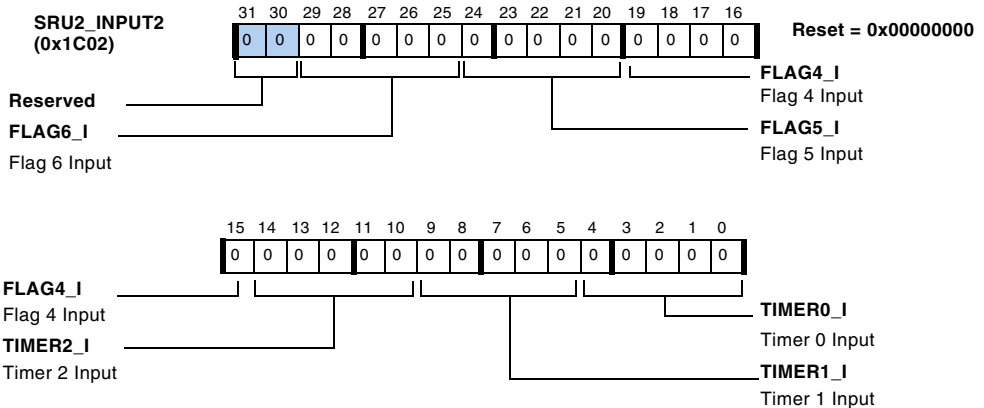 SRU2_INPUT2
(0x1C02)
31 30 29 28 27 26 25 24 23 22 21 20 19 18 17 16
0 0 0 0 0 0 0 0 0 0 0 0 0 0 0 0
Reset = 0x00000000
Reserved
FLAG6_I
Flag 6 Input
FLAG4_I
Flag 4 Input
FLAG5_I
Flag 5 Input
15 14 13 12 11 10 9 8 7 6 5 4 3 2 1 0
0 0 0 0 0 0 0 0 0 0 0 0 0 0 0 0
FLAG4_I
Flag 4 Input
TIMER2_I
Timer 2 Input
TIMER0_I
Timer 0 Input
TIMER1_I
Timer 1 Input